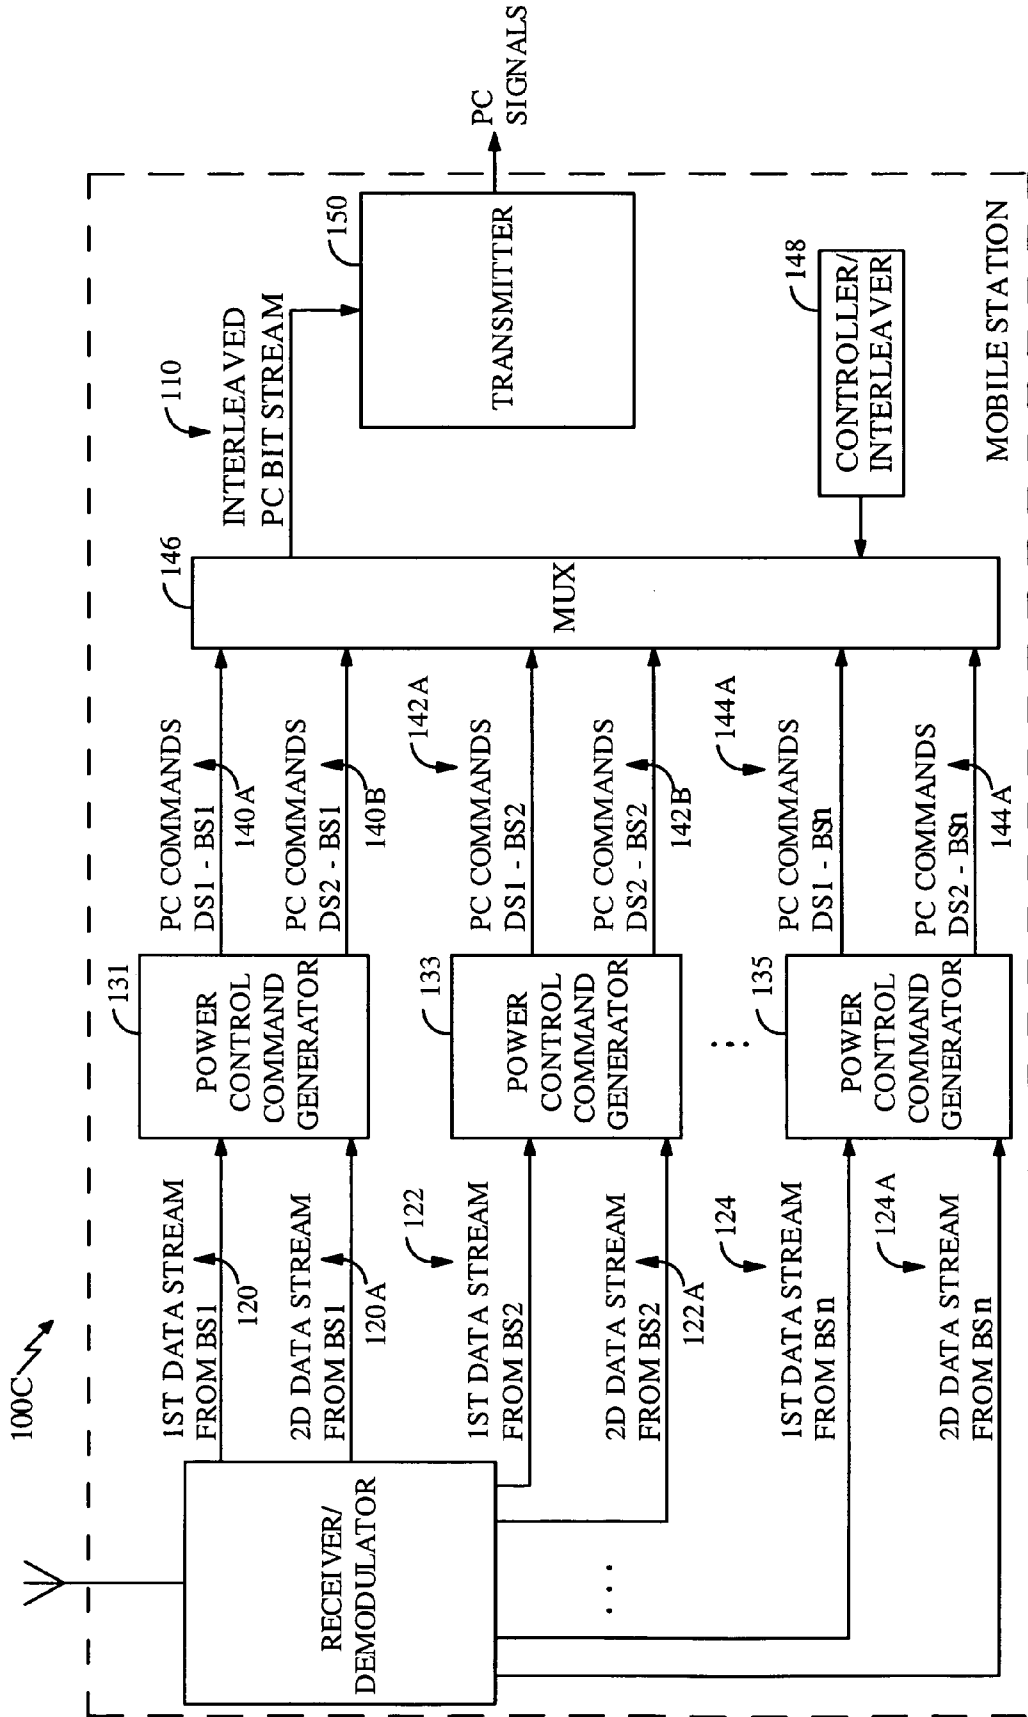 100C
RECEIVER/
DEMODULATOR
1ST DATA STREAM
FROM BS1
120
2D DATA STREAM
FROM BS1
120A
122
1ST DATA STREAM
FROM BS2
2D DATA STREAM
FROM BS2
122A
124
1ST DATA STREAM
FROM BSn
124A
2D DATA STREAM
FROM BSn
131
POWER
CONTROL
COMMAND
GENERATOR
133
POWER
CONTROL
COMMAND
GENERATOR
135
POWER
CONTROL
COMMAND
GENERATOR
PC COMMANDS
DS1 - BS1
140A
PC COMMANDS
DS2 - BS1
140B
142A
PC COMMANDS
DS1 - BS2
PC COMMANDS
DS2 - BS2
142B
144A
PC COMMANDS
DS1 - BSn
PC COMMANDS
DS2 - BSn
144A
146
MUX
110
INTERLEAVED
PC BIT STREAM
150
TRANSMITTER
PC
SIGNALS
148
CONTROLLER/
INTERLEAVER
MOBILE STATION